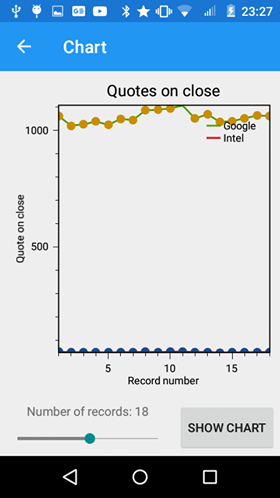 23:27
Chart
Quotes on close
Google
Intel
1000
500
Quote on close
5 10 15
Record number
Number of records: 18
SHOW CHART